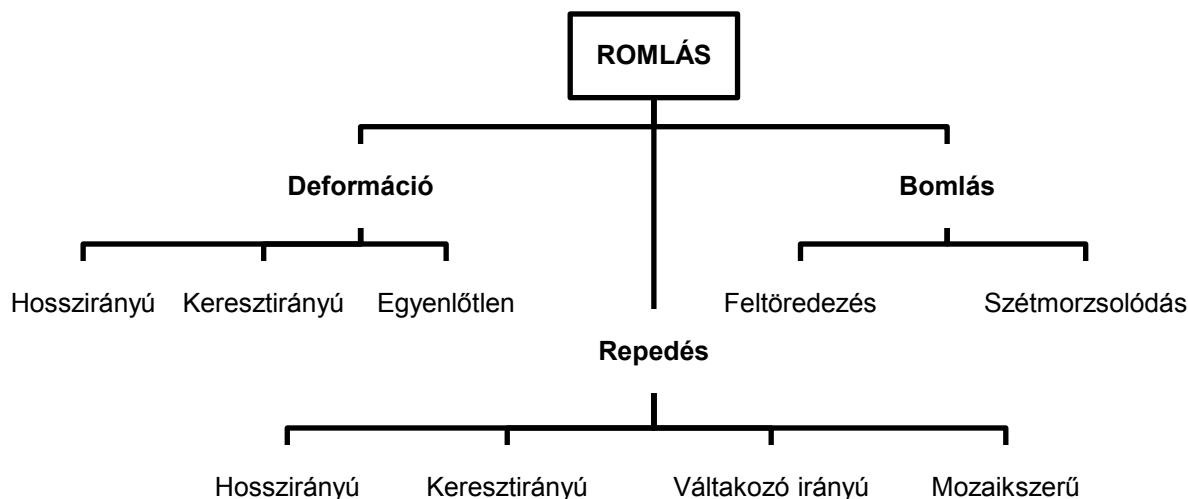 ROMLÁS
Deformáció Bomlás
Hosszirányú Keresztirányú Egyenlőtlen Feltöredezés Szétmorzsolódás
Repedés
Hosszirányú Keresztirányú Váltakozó irányú Mozaikszerű